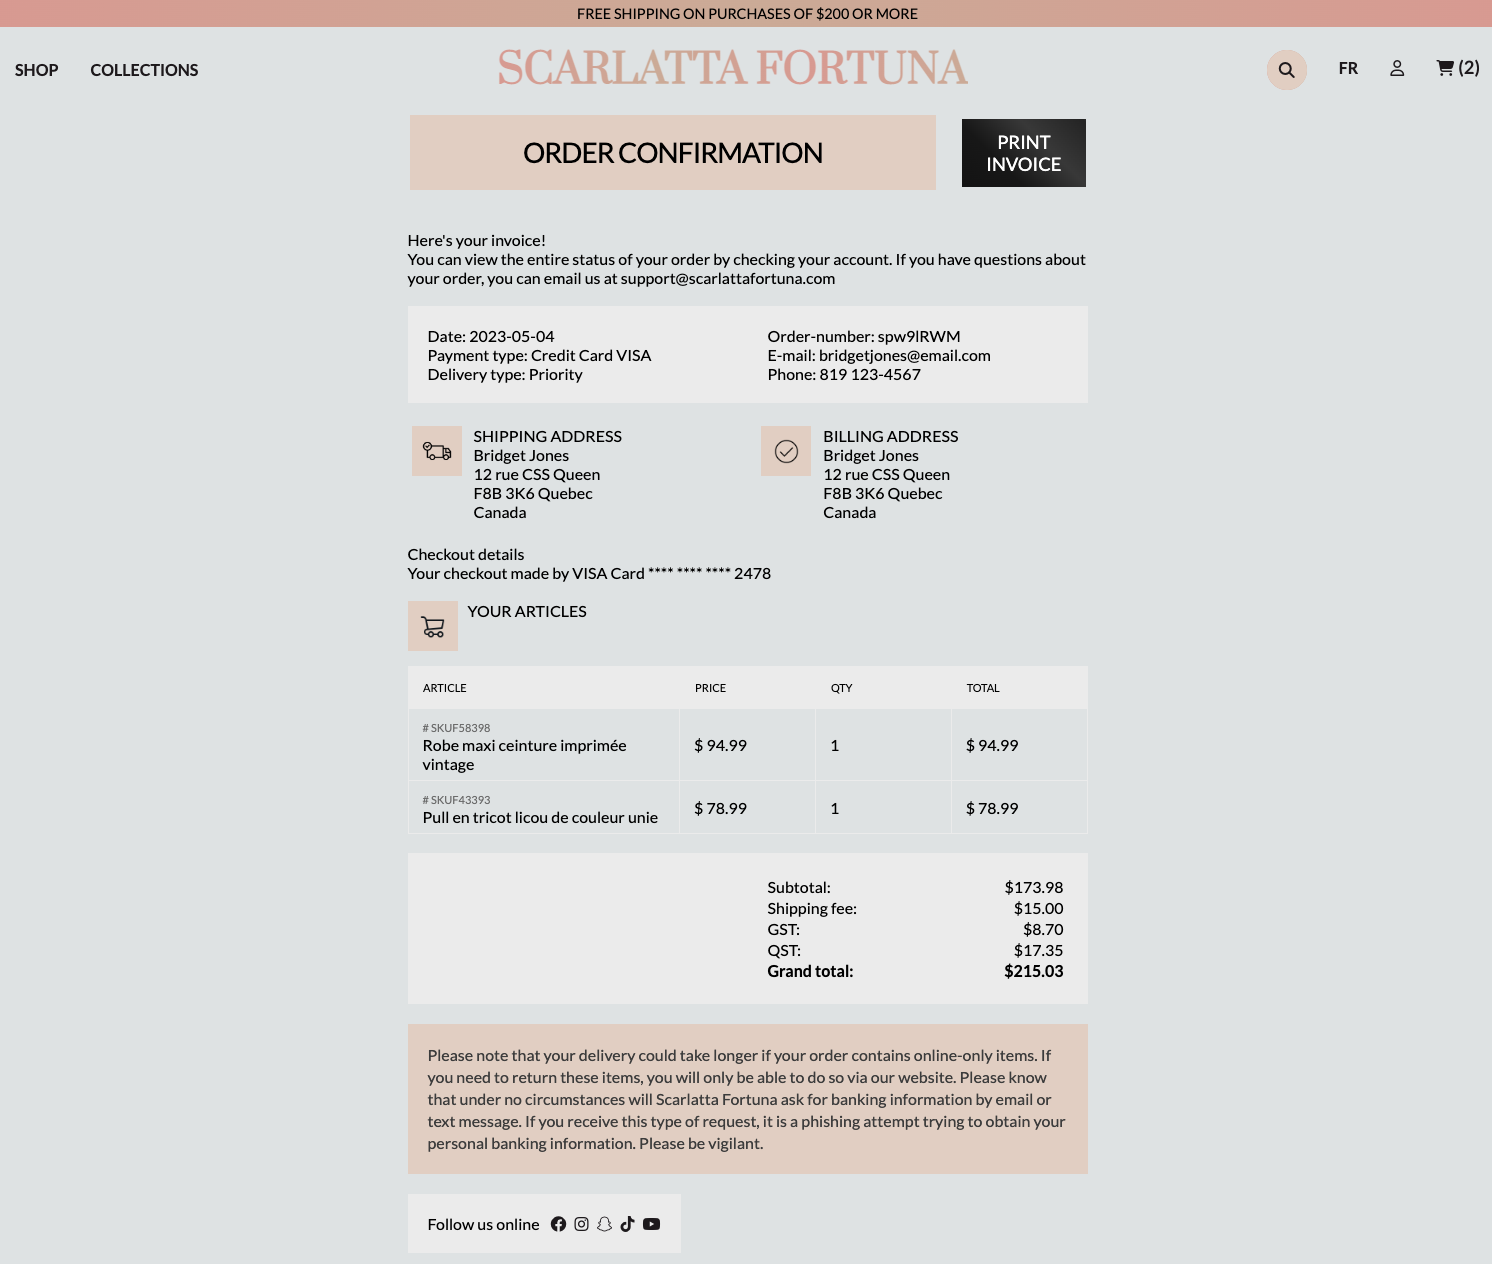 FREE SHIPPING ON PURCHASES OF $200 OR MORE
SHOP COLLECTIONS SCARLATTA FORTUNA FR (2)
ORDER CONFIRMATION
PRINT
INVOICE
Here's your invoice!
You can view the entire status of your order by checking your account. If you have questions about
your order, you can email us at support@scarlattafortuna.com
Date: 2023-05-04
Payment type: Credit Card VISA
Delivery type: Priority
Order-number: spw9lRWM
E-mail: bridgetjones@email.com
Phone: 819 123-4567
SHIPPING ADDRESS
Bridget Jones
12 rue CSS Queen
F8B 3K6 Quebec
Canada
BILLING ADDRESS
Bridget Jones
12 rue CSS Queen
F8B 3K6 Quebec
Canada
Checkout details
Your checkout made by VISA Card **** **** **** 2478
YOUR ARTICLES
ARTICLE PRICE QTY TOTAL
# SKUF58398
Robe maxi ceinture imprimée
vintage
$ 94.99 1 $ 94.99
# SKUF43393
Pull en tricot licou de couleur unie
$ 78.99 1 $ 78.99
Subtotal: $173.98
Shipping fee: $15.00
GST: $8.70
QST: $17.35
Grand total: $215.03
Please note that your delivery could take longer if your order contains online-only items. If
you need to return these items, you will only be able to do so via our website. Please know
that under no circumstances will Scarlatta Fortuna ask for banking information by email or
text message. If you receive this type of request, it is a phishing attempt trying to obtain your
personal banking information. Please be vigilant.
Follow us online